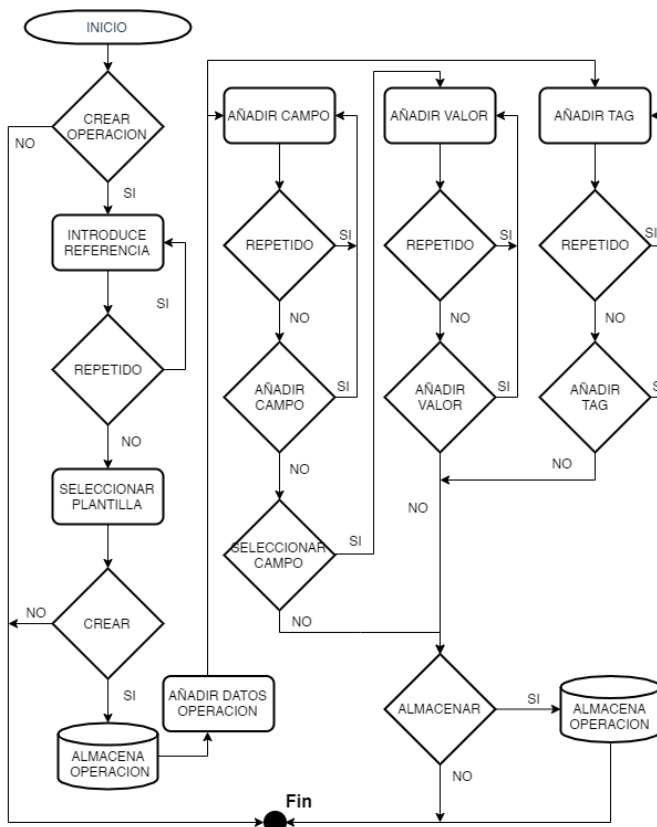 INICIO
CREAR
OPERACION
NO
SI
INTRODUCE
REFERENCIA
SI
REPETIDO
NO
SELECCIONAR
PLANTILLA
NO
CREAR
SI
ALMACENA
OPERACION
AÑADIR DATOS
OPERACION
AÑADIR CAMPO
REPETIDO
SI
NO
AÑADIR
CAMPO
SI
NO
SELECCIONAR
CAMPO
SI
NO
AÑADIR VALOR
REPETIDO
SI
NO
AÑADIR
VALOR
SI
NO
AÑADIR TAG
REPETIDO
SI
NO
AÑADIR
TAG
SI
NO
ALMACENAR
SI
ALMACENA
OPERACION
NO
Fin